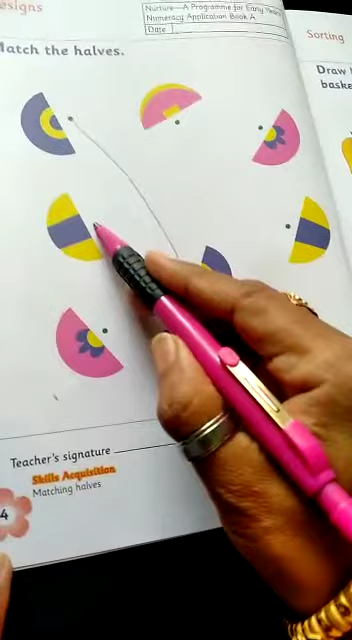 esigns
Nurture—A Programme for Early Years
Numeracy Application Book A
Date
Sorting
Match the halves.
Draw
baske
Teacher's signature
Skills Acquisition
Matching halves
4